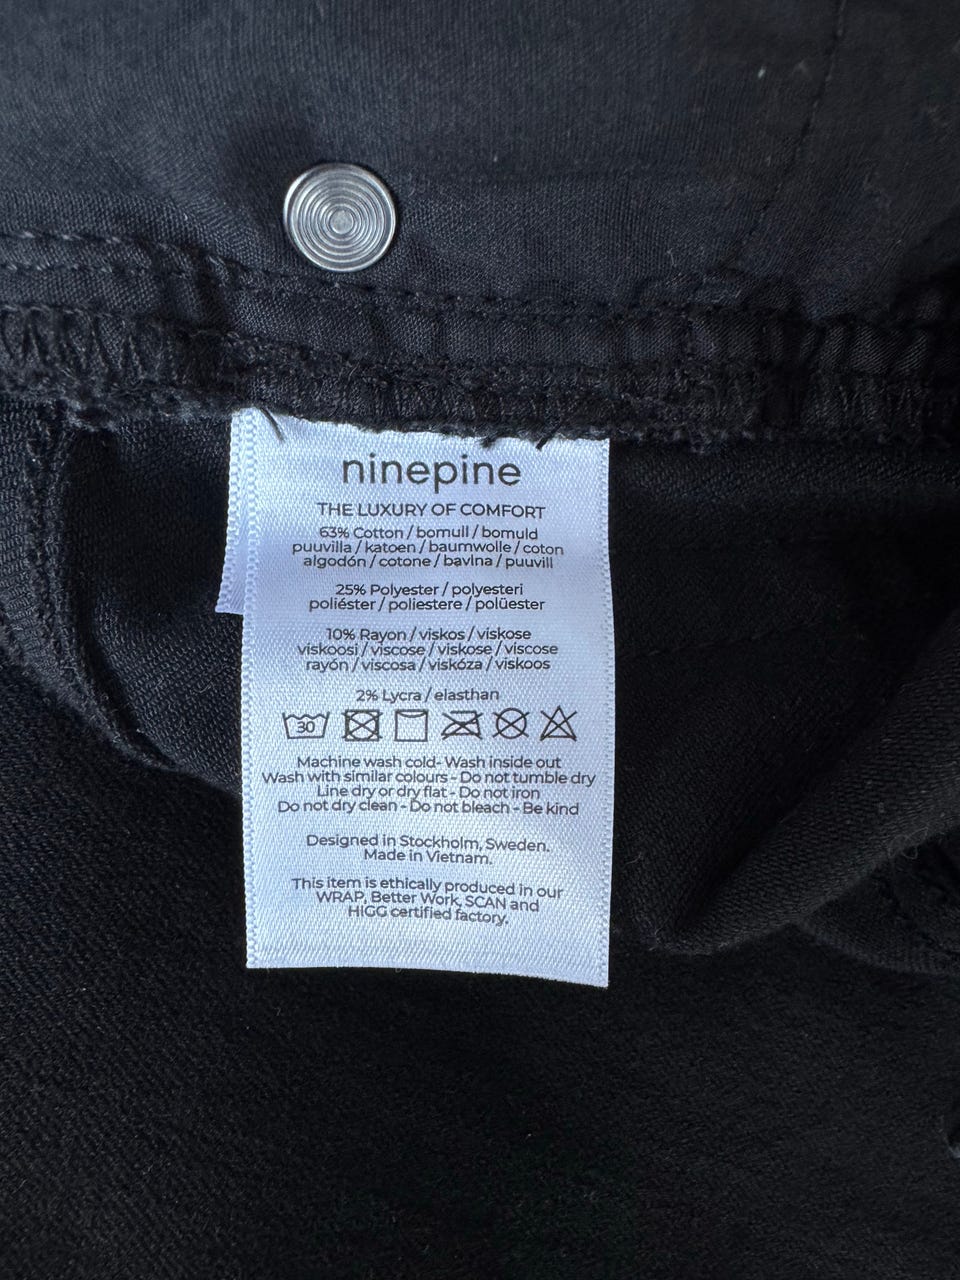 ninepine
THE LUXURY OF COMFORT
63% Cotton / bomull / bomuld
puuvilla / katoen / baumwolle / coton
algodón / cotone / bavlna / puuvill
25% Polyester / polyesteri
poliéster / poliestere / polüester
10% Rayon / viskos / viskose
viskoosi / viscose / viskose / viscose
rayón / viscosa / viskóza / viskoos
2% Lycra / elasthan
30
Machine wash cold- Wash inside out
Wash with similar colours - Do not tumble dry
Line dry or dry flat - Do not iron
Do not dry clean - Do not bleach - Be kind
Designed in Stockholm, Sweden.
Made in Vietnam.
This item is ethically produced in our
WRAP, Better Work, SCAN and
HIGG certified factory.